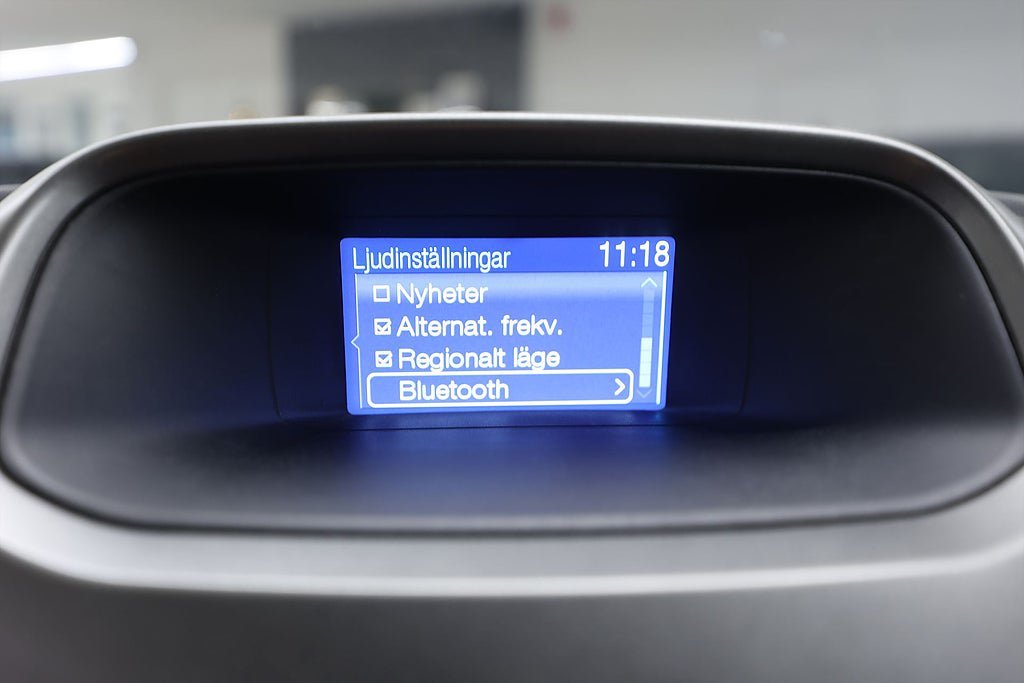 Ljudinställningar 11:18
Nyheter
Alternat. frekv.
Regionalt läge
Bluetooth